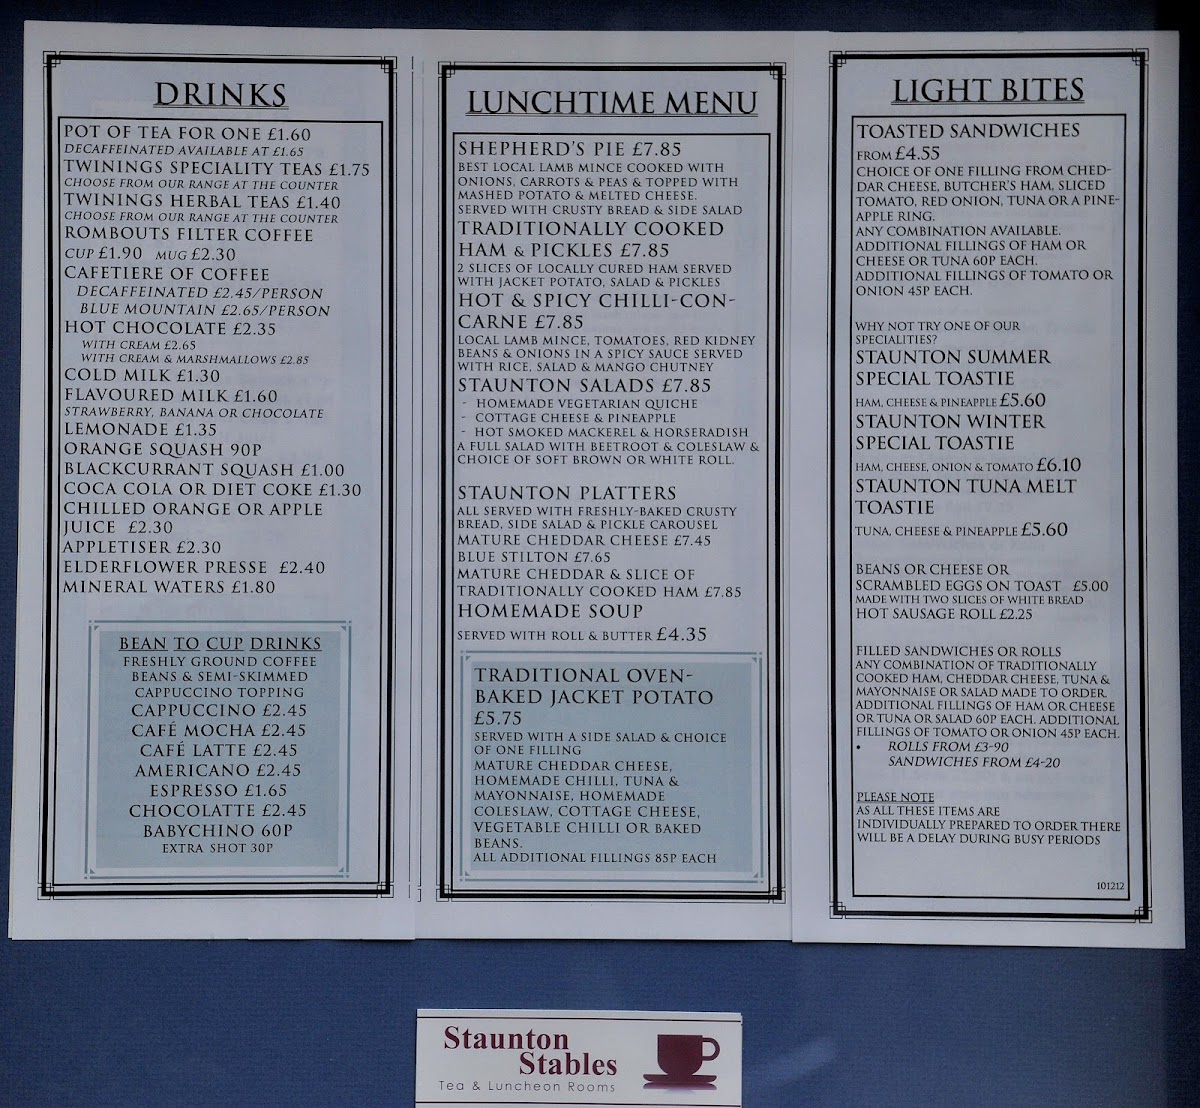 DRINKS
POT OF TEA FOR ONE £1.60
DECAFFEINATED AVAILABLE AT £1.65
TWININGS SPECIALITY TEAS £1.75
CHOOSE FROM OUR RANGE AT THE COUNTER
TWININGS HERBAL TEAS £1.40
CHOOSE FROM OUR RANGE AT THE COUNTER
ROMBOUTS FILTER COFFEE
CUP £1.90 MUG £2.30
CAFETIERE OF COFFEE
DECAFFEINATED £2.45/PERSON
BLUE MOUNTAIN £2.65/PERSON
HOT CHOCOLATE £2.35
WITH CREAM £2.65
WITH CREAM & MARSHMALLOWS £2.85
COLD MILK £1.30
FLAVOURED MILK £1.60
STRAWBERRY, BANANA OR CHOCOLATE
LEMONADE £1.35
ORANGE SQUASH 90P
BLACKCURRANT SQUASH £1.00
COCA COLA OR DIET COKE £1.30
CHILLED ORANGE OR APPLE
JUICE £2.30
APPLETISER £2.30
ELDERFLOWER PRESSE £2.40
MINERAL WATERS £1.80
BEAN TO CUP DRINKS
FRESHLY GROUND COFFEE
BEANS & SEMI-SKIMMED
CAPPUCCINO TOPPING
CAPPUCCINO £2.45
CAFÉ MOCHA £2.45
CAFÉ LATTE £2.45
AMERICANO £2.45
ESPRESSO £1.65
CHOCOLATTE £2.45
BABYCHINO 60P
EXTRA SHOT 30P
LUNCHTIME MENU
SHEPHERD'S PIE £7.85
BEST LOCAL LAMB MINCE COOKED WITH
ONIONS, CARROTS & PEAS & TOPPED WITH
MASHED POTATO & MELTED CHEESE.
SERVED WITH CRUSTY BREAD & SIDE SALAD
TRADITIONALLY COOKED
HAM & PICKLES £7.85
2 SLICES OF LOCALLY CURED HAM SERVED
WITH JACKET POTATO, SALAD & PICKLES
HOT & SPICY CHILLI-CON-
CARNE £7.85
LOCAL LAMB MINCE, TOMATOES, RED KIDNEY
BEANS & ONIONS IN A SPICY SAUCE SERVED
WITH RICE, SALAD & MANGO CHUTNEY
STAUNTON SALADS £7.85
- HOMEMADE VEGETARIAN QUICHE
- COTTAGE CHEESE & PINEAPPLE
- HOT SMOKED MACKEREL & HORSERADISH
A FULL SALAD WITH BEETROOT & COLESLAW &
CHOICE OF SOFT BROWN OR WHITE ROLL.
STAUNTON PLATTERS
ALL SERVED WITH FRESHLY-BAKED CRUSTY
BREAD, SIDE SALAD & PICKLE CAROUSEL
MATURE CHEDDAR CHEESE £7.45
BLUE STILTON £7.65
MATURE CHEDDAR & SLICE OF
TRADITIONALLY COOKED HAM £7.85
HOMEMADE SOUP
SERVED WITH ROLL & BUTTER £4.35
TRADITIONAL OVEN-
BAKED JACKET POTATO
£5.75
SERVED WITH A SIDE SALAD & CHOICE
OF ONE FILLING
MATURE CHEDDAR CHEESE,
HOMEMADE CHILLI, TUNA &
MAYONNAISE, HOMEMADE
COLESLAW, COTTAGE CHEESE,
VEGETABLE CHILLI OR BAKED
BEANS.
ALL ADDITIONAL FILLINGS 85P EACH
LIGHT BITES
TOASTED SANDWICHES
FROM £4.55
CHOICE OF ONE FILLING FROM CHED-
DAR CHEESE, BUTCHER'S HAM, SLICED
TOMATO, RED ONION, TUNA OR A PINE-
APPLE RING.
ANY COMBINATION AVAILABLE.
ADDITIONAL FILLINGS OF HAM OR
CHEESE OR TUNA 60P EACH.
ADDITIONAL FILLINGS OF TOMATO OR
ONION 45P EACH.
WHY NOT TRY ONE OF OUR
SPECIALITIES?
STAUNTON SUMMER
SPECIAL TOASTIE
HAM, CHEESE & PINEAPPLE £5.60
STAUNTON WINTER
SPECIAL TOASTIE
HAM, CHEESE, ONION & TOMATO £6.10
STAUNTON TUNA MELT
TOASTIE
TUNA, CHEESE & PINEAPPLE £5.60
BEANS OR CHEESE OR
SCRAMBLED EGGS ON TOAST £5.00
MADE WITH TWO SLICES OF WHITE BREAD
HOT SAUSAGE ROLL £2.25
FILLED SANDWICHES OR ROLLS
ANY COMBINATION OF TRADITIONALLY
COOKED HAM, CHEDDAR CHEESE, TUNA &
MAYONNAISE OR SALAD MADE TO ORDER
ADDITIONAL FILLINGS OF HAM OR CHEESE
OR TUNA OR SALAD 60P EACH. ADDITIONAL
FILLINGS OF TOMATO OR ONION 45P EACH.
• ROLLS FROM £3-90
SANDWICHES FROM £4-20
PLEASE NOTE
AS ALL THESE ITEMS ARE
INDIVIDUALLY PREPARED TO ORDER THERE
WILL BE A DELAY DURING BUSY PERIODS
101212
Staunton
Stables
Tea & Luncheon Rooms